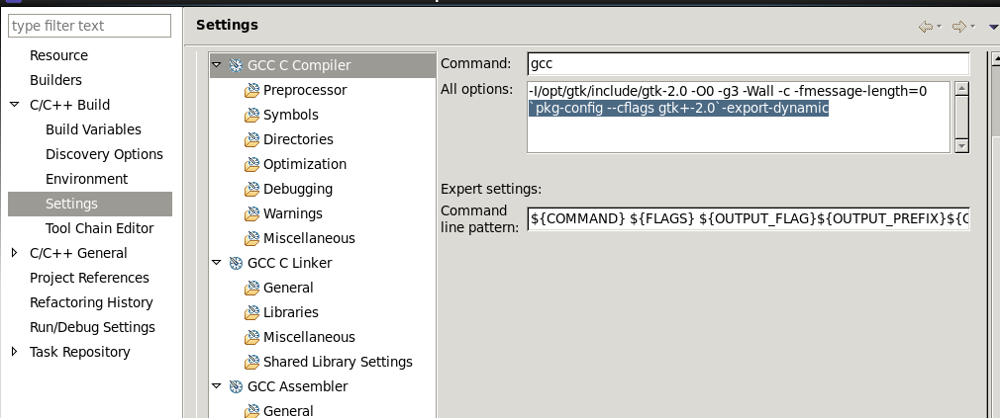 type filter text
Resource
Builders
C/C++ Build
Build Variables
Discovery Options
Environment
Settings
Tool Chain Editor
C/C++ General
Project References
Refactoring History
Run/Debug Settings
Task Repository
Settings
GCC C Compiler
Preprocessor
Symbols
Directories
Optimization
Debugging
Warnings
Miscellaneous
GCC C Linker
General
Libraries
Miscellaneous
Shared Library Settings
GCC Assembler
General
Command: gcc
All options: -I/opt/gtk/include/gtk-2.0 -O0 -g3 -Wall -c -fmessage-length=0
`pkg-config --cflags gtk+-2.0`-export-dynamic
Expert settings:
Command
line pattern: ${COMMAND} ${FLAGS} ${OUTPUT_FLAG}${OUTPUT_PREFIX}${